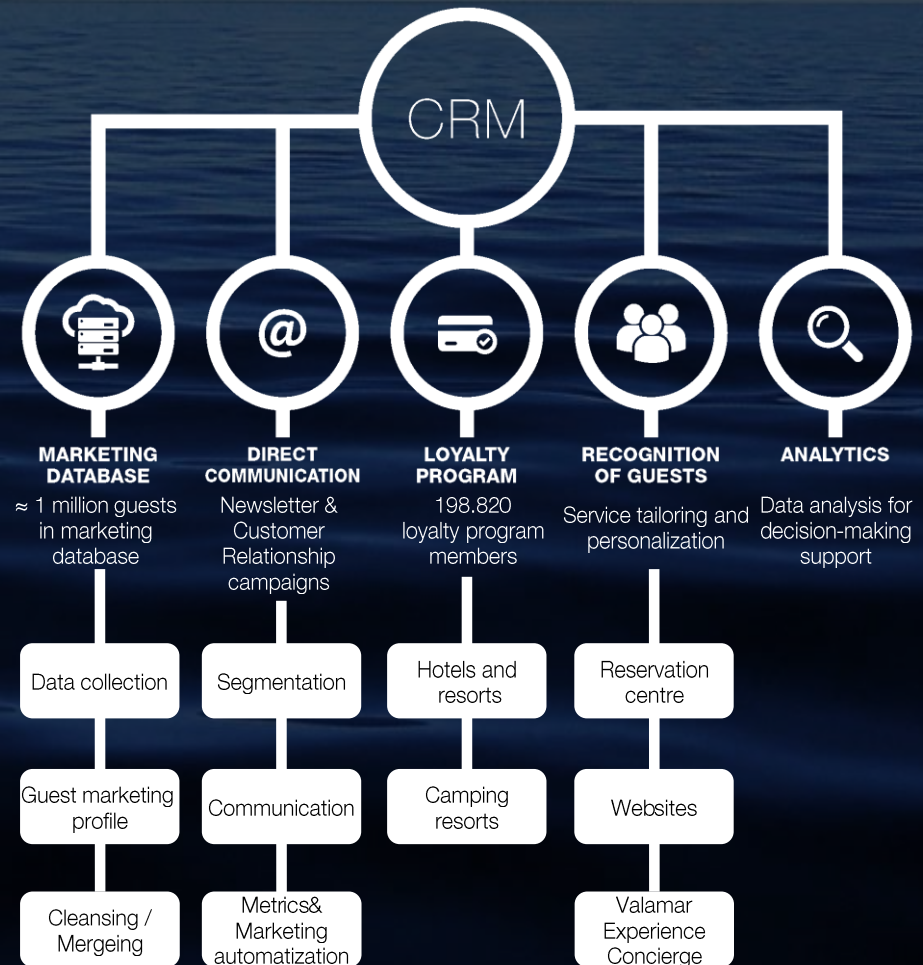 CRM
MARKETING
DATABASE
≈ 1 million guests
in marketing
database
Data collection
Guest marketing
profile
Cleansing /
Mergeing
@
DIRECT
COMMUNICATION
Newsletter &
Customer
Relationship
campaigns
Segmentation
Communication
Metrics&
Marketing
automatization
LOYALTY
PROGRAM
198.820
loyalty program
members
Hotels and
resorts
Camping
resorts
RECOGNITION
OF GUESTS
Service tailoring and
personalization
Reservation
centre
Websites
Valamar
Experience
Concierge
ANALYTICS
Data analysis for
decision-making
support